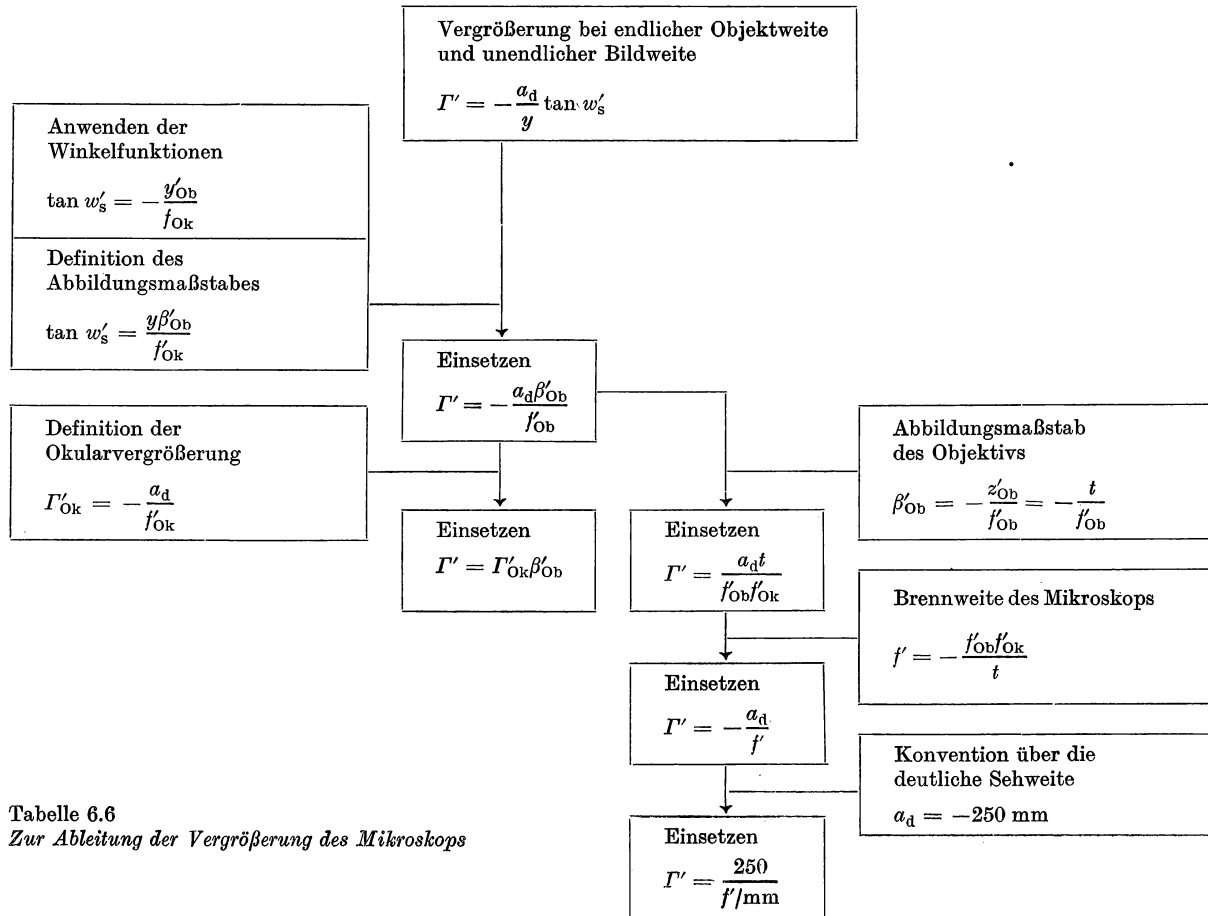 Vergrößerung bei endlicher Objektweite
und unendlicher Bildweite
Γ′ = −a_d/y tan w′_s
Anwenden der
Winkelfunktionen
tan w′_s = −y′_Ob/f_Ok
Definition des
Abbildungsmaßstabes
tan w′_s = yβ′_Ob/f′_Ok
Einsetzen
Γ′ = −a_dβ′_Ob/f′_Ob
Definition der
Okularvergrößerung
Γ′_Ok = −a_d/f′_Ok
Einsetzen
Γ′ = Γ′_Okβ′_Ob
Abbildungsmaßstab
des Objektivs
β′_Ob = −z′_Ob/f′_Ob = −t/f′_Ob
Einsetzen
Γ′ = a_dt/f′_Obf′_Ok
Brennweite des Mikroskops
f′ = −f′_Obf′_Ok/t
Einsetzen
Γ′ = −a_d/f′
Konvention über die
deutliche Sehweite
a_d = −250 mm
Einsetzen
Γ′ = 250/f′/mm
Tabelle 6.6
Zur Ableitung der Vergrößerung des Mikroskops